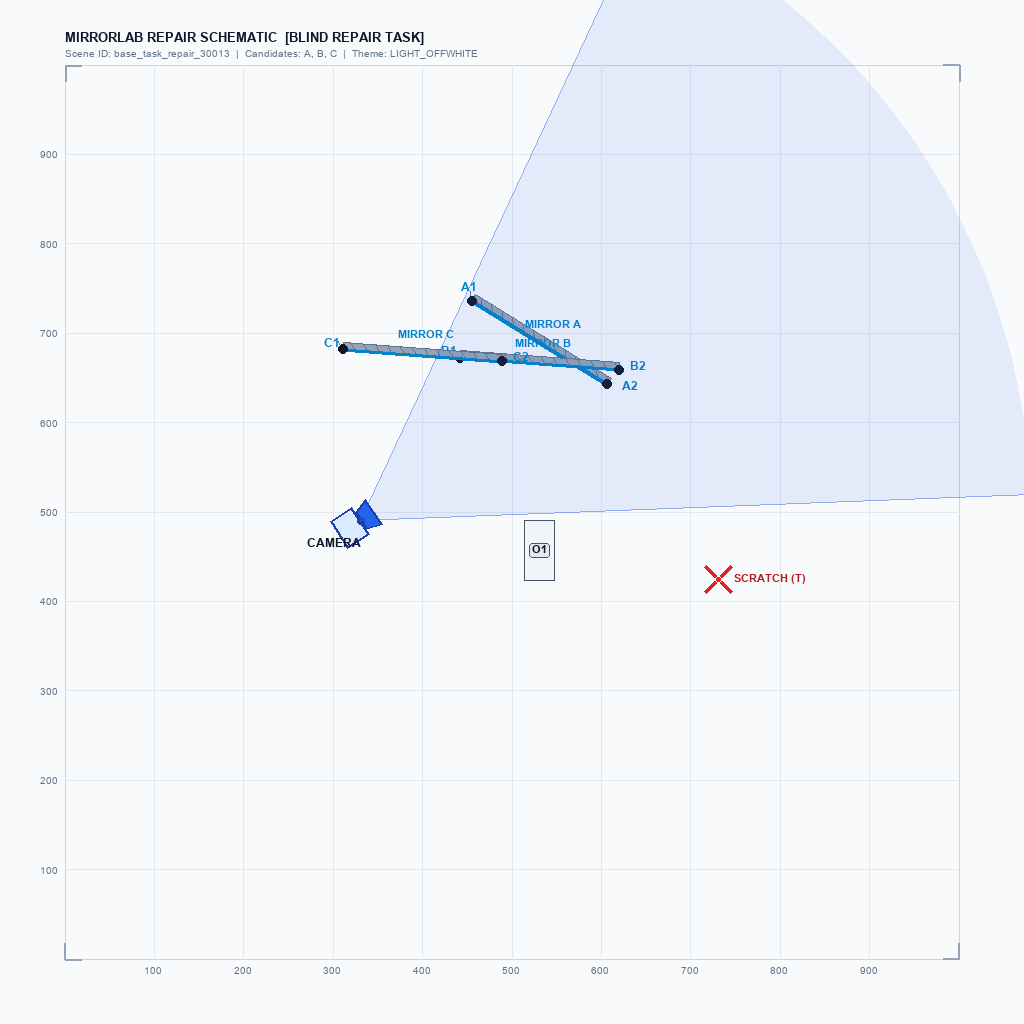 MIRRORLAB REPAIR SCHEMATIC [BLIND REPAIR TASK]
Scene ID: base_task_repair_30013 | Candidates: A, B, C | Theme: LIGHT_OFFWHITE
900
800
A1
MIRROR A
700
MIRROR C
C1
MIRROR B
B1
C2
B2
A2
600
500
CAMERA
O1
SCRATCH (T)
400
300
200
100
100
200
300
400
500
600
700
800
900